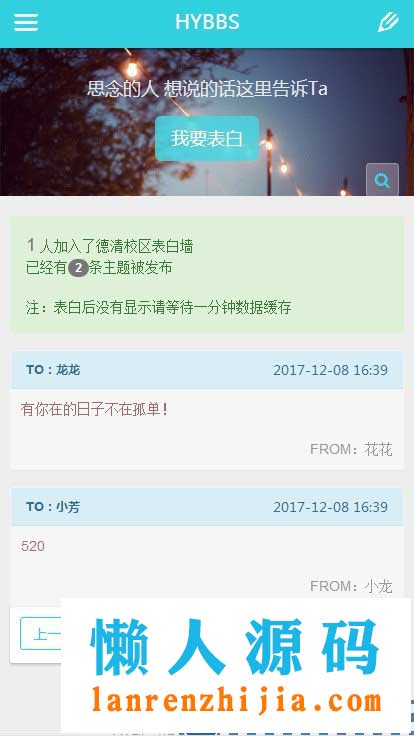 HYBBS
思念的人 想说的话这里告诉Ta
我要表白
1 人加入了德清校区表白墙
已经有2条主题被发布
注：表白后没有显示请等待一分钟数据缓存
TO：龙龙 2017-12-08 16:39
有你在的日子不在孤单！
FROM：花花
TO：小芳 2017-12-08 16:39
520
FROM：小龙
上一
懒人源码
lanrenzhijia.com